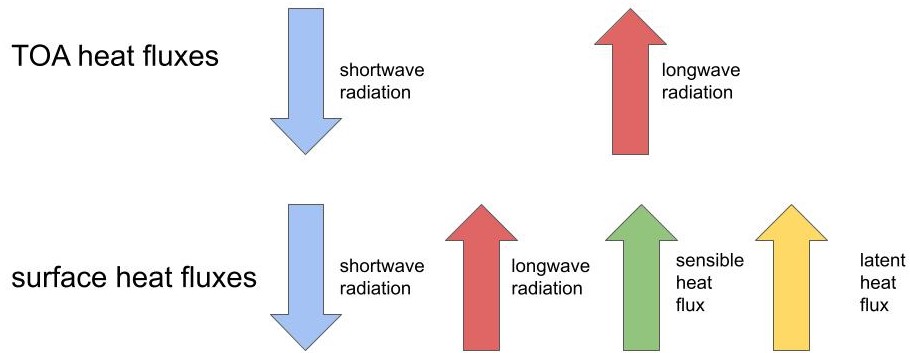 TOA heat fluxes
shortwave
radiation
longwave
radiation
surface heat fluxes
shortwave
radiation
longwave
radiation
sensible
heat
flux
latent
heat
flux